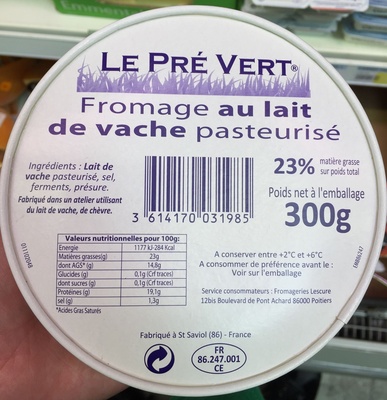 Emmen
LE PRÉ VERT®
Fromage au lait
de vache pasteurisé
Ingrédients : Lait de
vache pasteurisé, sel,
ferments, présure.
Fabriqué dans un atelier utilisant
du lait de vache, de chèvre.
3 614170 031985
23% matière grasse
sur poids total
Poids net à l'emballage
300g
Valeurs nutritionnelles pour 100g:
Energie 1177 kJ-284 Kcal
Matières grasses(g) 23g
dont AGS* (g) 14,8g
Glucides (g) 0,1g (Cf traces)
dont sucres (g) 0,1g (Cf traces)
Protéines (g) 19,1g
sel (g) 1,3g
*Acides Gras Saturés
A conserver entre +2°C et +6°C
A consommer de préférence avant le :
Voir sur l'emballage
Service consommateurs : Fromageries Lescure
12bis Boulevard de Pont Achard 86000 Poitiers
Fabriqué à St Saviol (86) - France
FR
86.247.001
CE